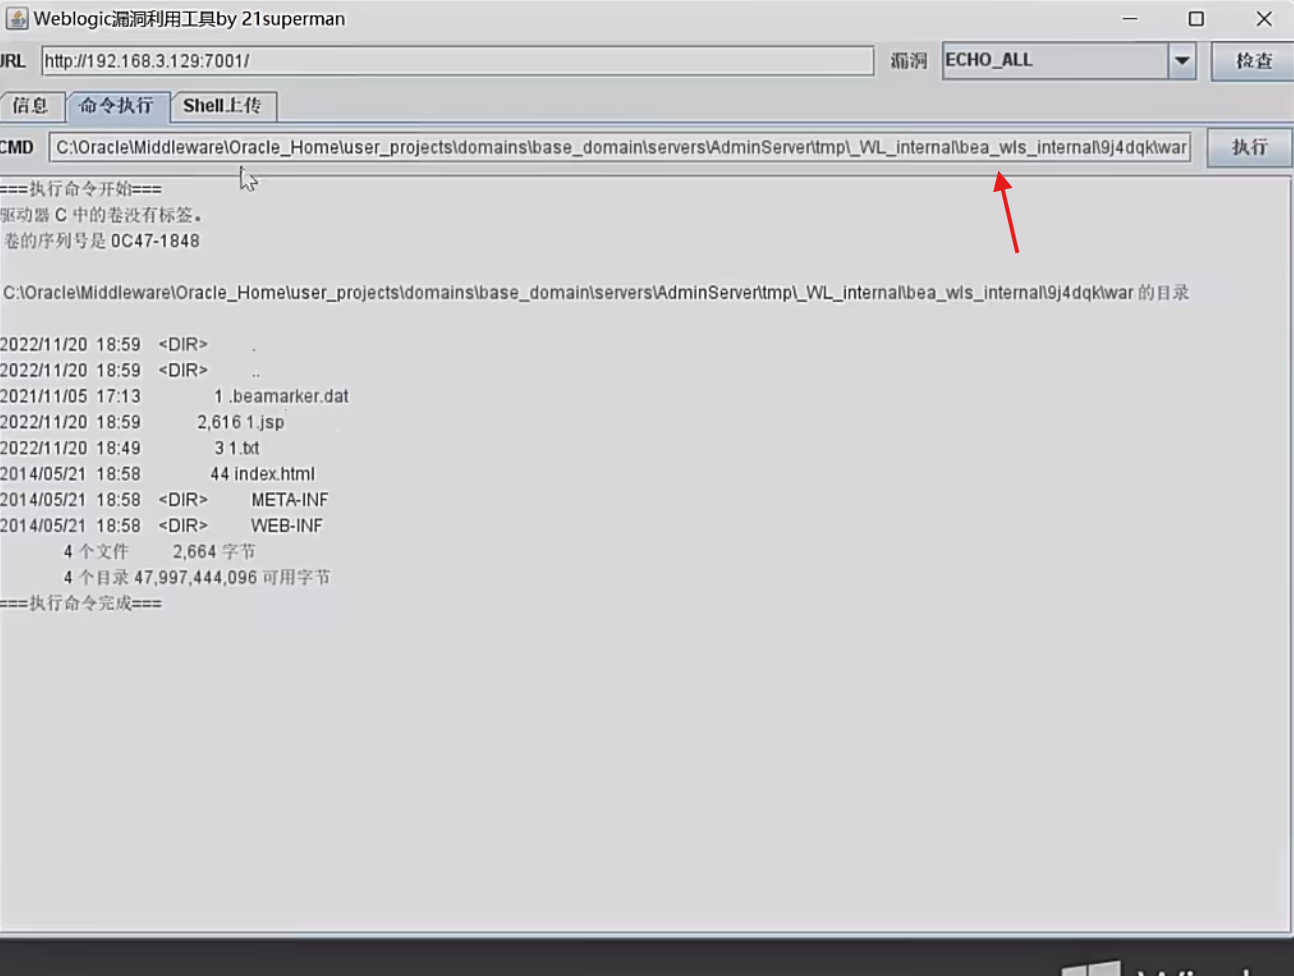 Weblogic漏洞利用工具by 21superman
URL http://192.168.3.129:7001/ 漏洞 ECHO_ALL 检查
信息 命令执行 Shell上传
CMD C:\Oracle\Middleware\Oracle_Home\user_projects\domains\base_domain\servers\AdminServer\tmp\_WL_internal\bea_wls_internal\9j4dqk\war 执行
===执行命令开始===
驱动器 C 中的卷没有标签。
卷的序列号是 0C47-1848
C:\Oracle\Middleware\Oracle_Home\user_projects\domains\base_domain\servers\AdminServer\tmp\_WL_internal\bea_wls_internal\9j4dqk\war 的目录
2022/11/20 18:59 <DIR> .
2022/11/20 18:59 <DIR> ..
2021/11/05 17:13 1 .beamarker.dat
2022/11/20 18:59 2,616 1.jsp
2022/11/20 18:49 3 1.txt
2014/05/21 18:58 44 index.html
2014/05/21 18:58 <DIR> META-INF
2014/05/21 18:58 <DIR> WEB-INF
4 个文件 2,664 字节
4 个目录 47,997,444,096 可用字节
===执行命令完成===